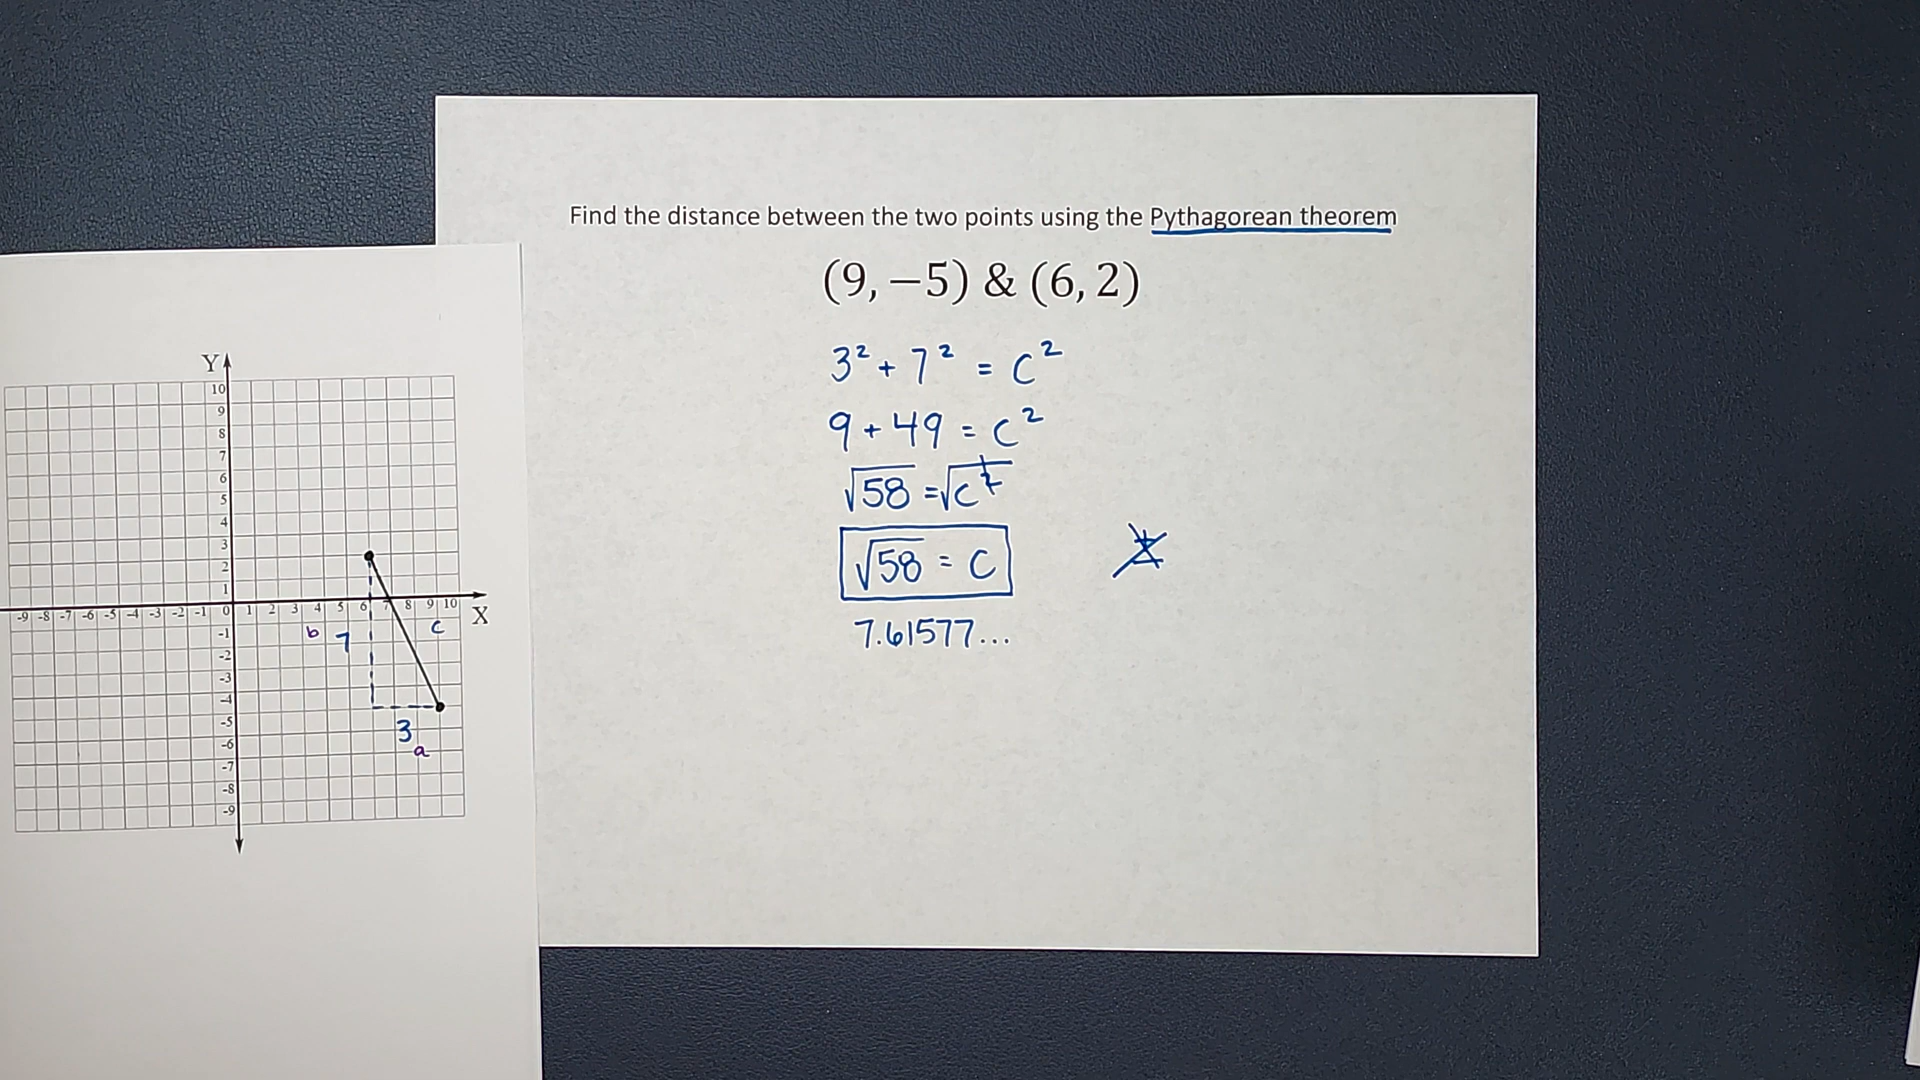 Find the distance between the two points using the Pythagorean theorem
(9, −5) & (6, 2)
3² + 7² = c²
9 + 49 = c²
√58 = √c²
√58 = c
7.61577...
Y
10
9
8
7
6
5
4
3
2
1
-9 -8 -7 -6 -5 -4 -3 -2 -1 0 1 2 3 4 5 6 7 8 9 10 X
b 7 c
-1
-2
-3
-4
-5
-6
-7
-8
-9
3
a